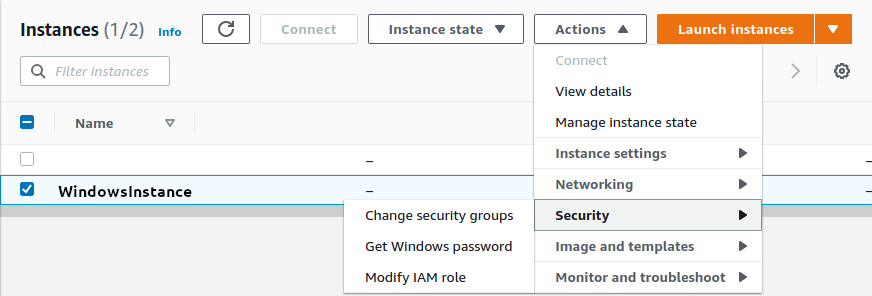 Instances (1/2) Info Connect Instance state Actions Launch instances
Filter instances
Connect
View details
Name
Manage instance state
–
Instance settings
–
WindowsInstance – Networking
Change security groups Security
Get Windows password Image and templates
Modify IAM role Monitor and troubleshoot